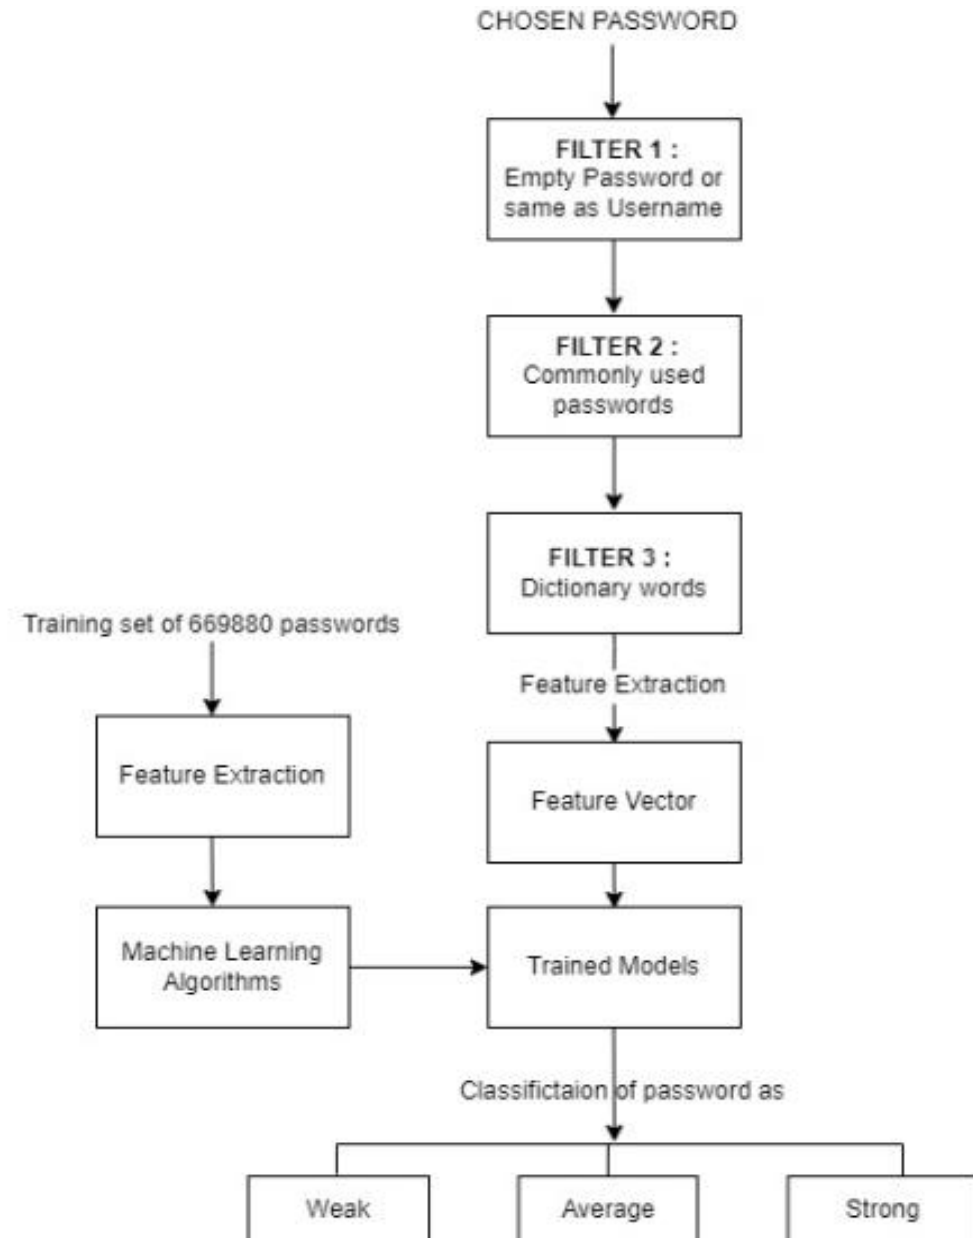 CHOSEN PASSWORD
FILTER 1 :
Empty Password or
same as Username
FILTER 2 :
Commonly used
passwords
FILTER 3 :
Dictionary words
Training set of 669880 passwords
Feature Extraction
Feature Extraction
Feature Vector
Machine Learning
Algorithms
Trained Models
Classifictaion of password as
Weak
Average
Strong